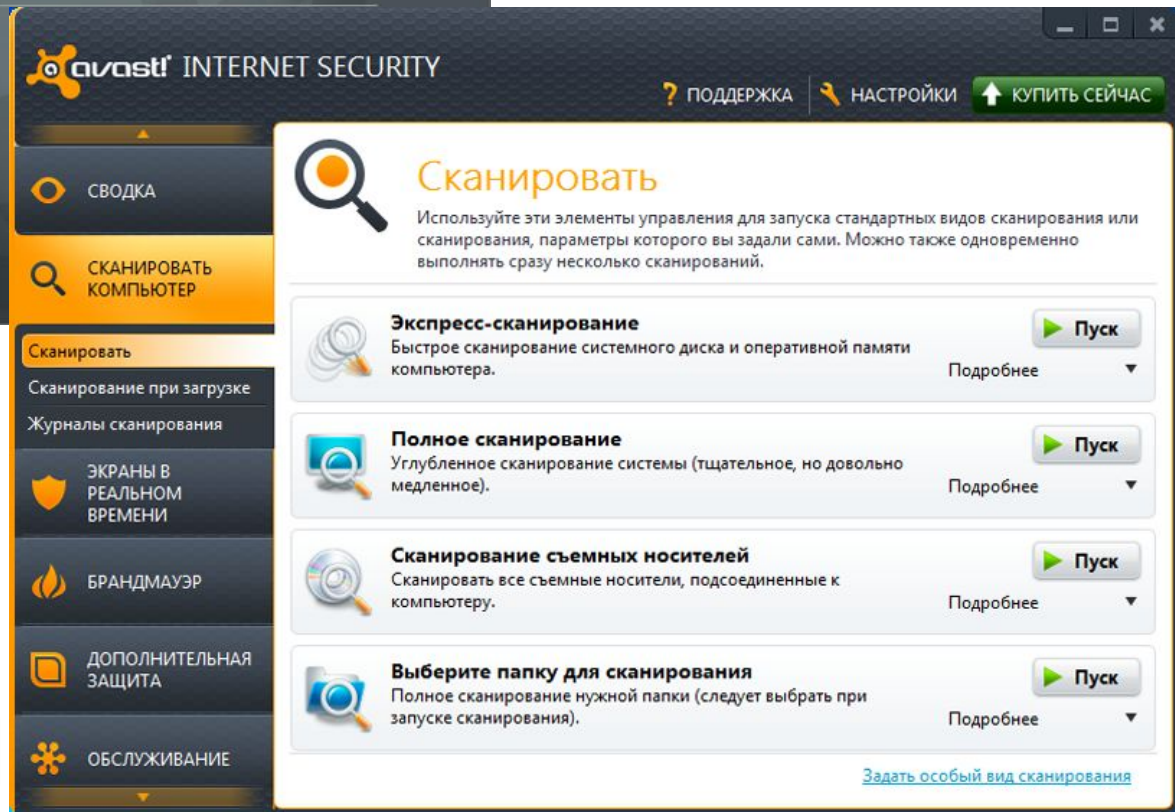 avast! INTERNET SECURITY
ПОДДЕРЖКА
НАСТРОЙКИ
КУПИТЬ СЕЙЧАС
СВОДКА
СКАНИРОВАТЬ
КОМПЬЮТЕР
Сканировать
Сканирование при загрузке
Журналы сканирования
ЭКРАНЫ В
РЕАЛЬНОМ
ВРЕМЕНИ
БРАНДМАУЭР
ДОПОЛНИТЕЛЬНАЯ
ЗАЩИТА
ОБСЛУЖИВАНИЕ
Сканировать
Используйте эти элементы управления для запуска стандартных видов сканирования или
сканирования, параметры которого вы задали сами. Можно также одновременно
выполнять сразу несколько сканирований.
Экспресс-сканирование
Быстрое сканирование системного диска и оперативной памяти
компьютера.
Пуск
Подробнее
Полное сканирование
Углубленное сканирование системы (тщательное, но довольно
медленное).
Пуск
Подробнее
Сканирование съемных носителей
Сканировать все съемные носители, подсоединенные к
компьютеру.
Пуск
Подробнее
Выберите папку для сканирования
Полное сканирование нужной папки (следует выбрать при
запуске сканирования).
Пуск
Подробнее
Задать особый вид сканирования